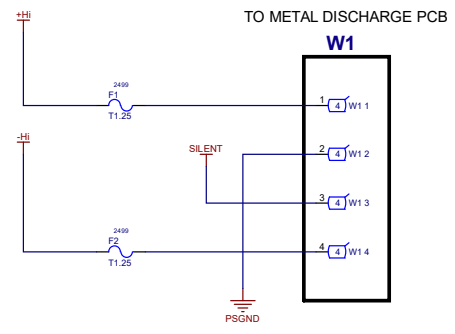 +Hi
TO METAL DISCHARGE PCB
W1
2499
F1
T1.25
1 4 W1 1
-Hi
SILENT
2 4 W1 2
3 4 W1 3
2499
F2
T1.25
4 4 W1 4
PSGND